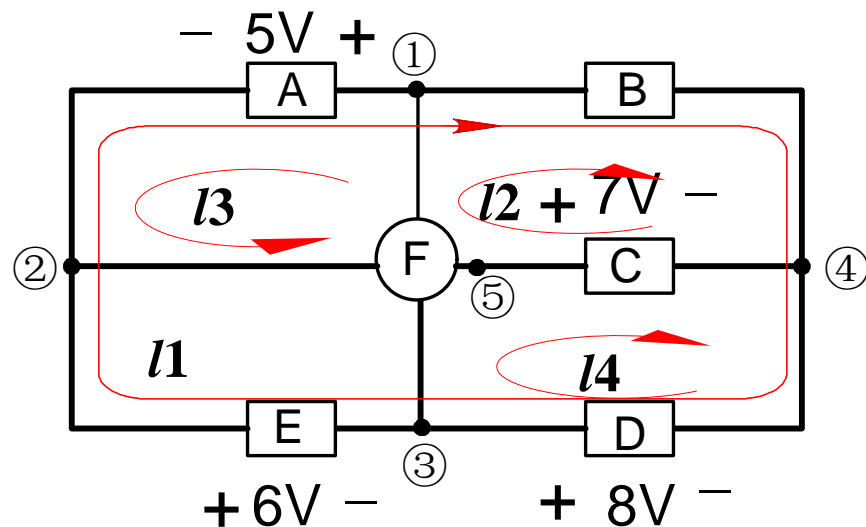 − 5V + ①
A B
l3 l2 + 7V −
② F ⑤ C ④
l1 l4
E ③ D
+ 6V − + 8V −